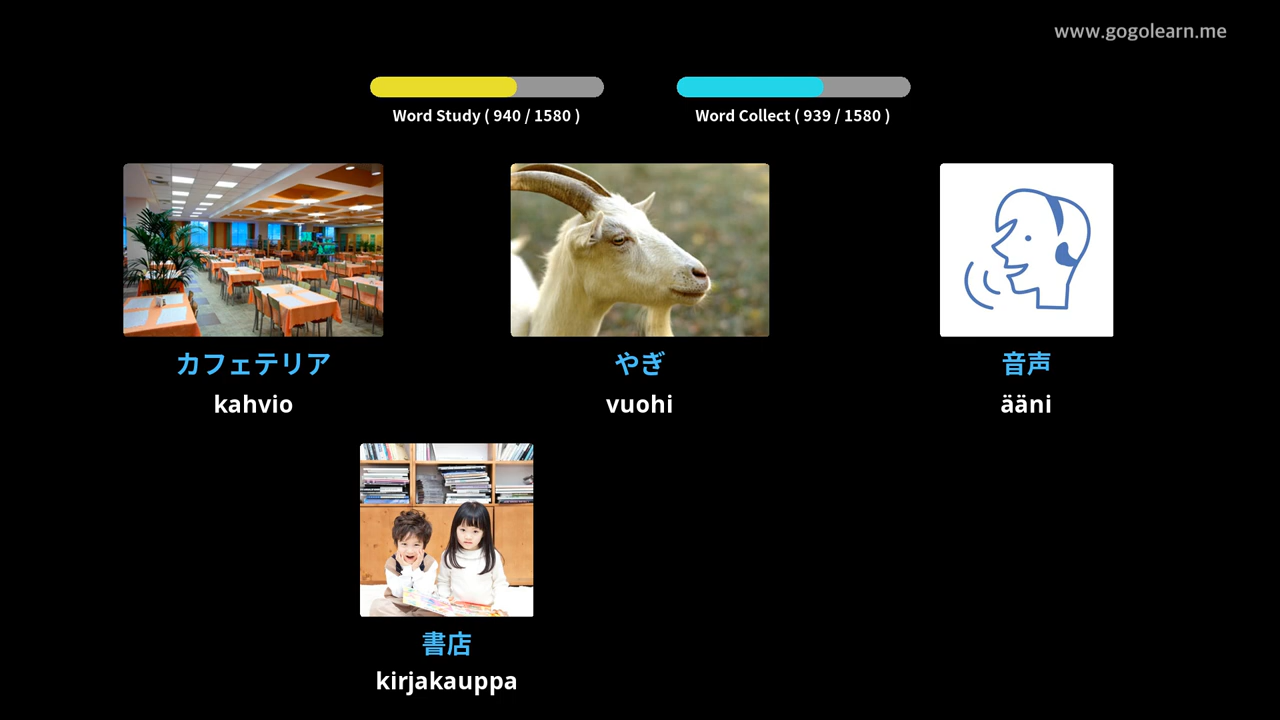 www.gogolearn.me
Word Study ( 940 / 1580 )
Word Collect ( 939 / 1580 )
カフェテリア
kahvio
やぎ
vuohi
音声
ääni
書店
kirjakauppa